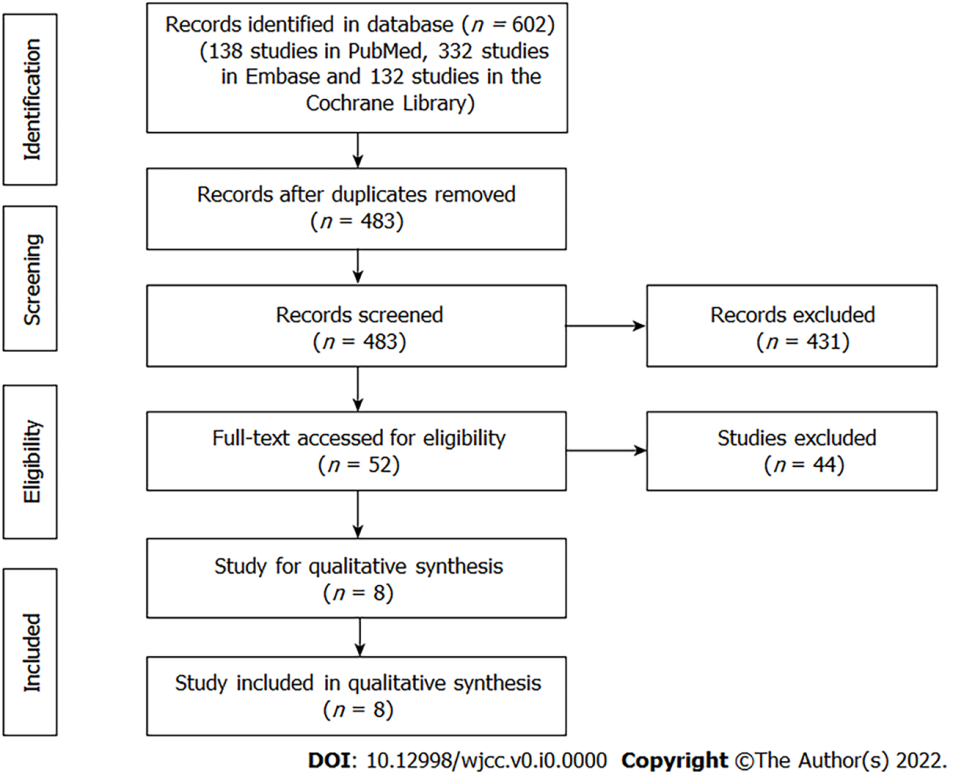 Identification
Records identified in database (n = 602)
(138 studies in PubMed, 332 studies
in Embase and 132 studies in the
Cochrane Library)
Records after duplicates removed
(n = 483)
Screening
Records screened
(n = 483)
Records excluded
(n = 431)
Eligibility
Full-text accessed for eligibility
(n = 52)
Studies excluded
(n = 44)
Study for qualitative synthesis
(n = 8)
Included
Study included in qualitative synthesis
(n = 8)
DOI: 10.12998/wjcc.v0.i0.0000 Copyright ©The Author(s) 2022.